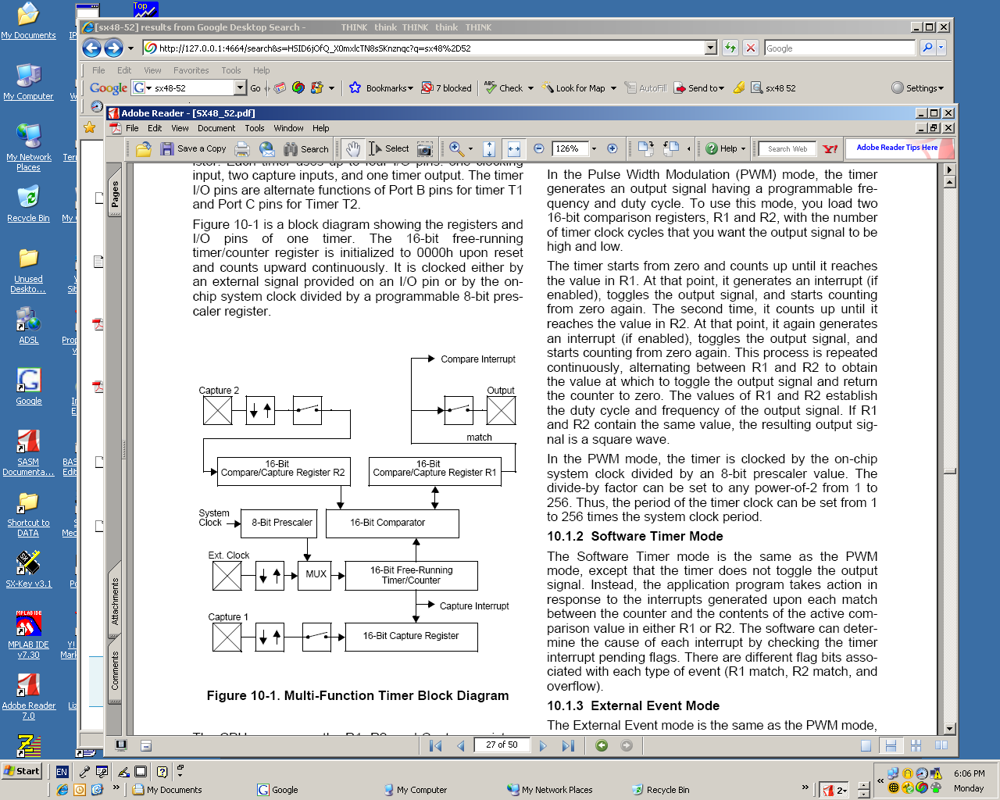 Top
My Documents
My Computer
My Network
Places
Recycle Bin
Unused
Deskto...
ADSL
Google
SASM
Documenta...
Shortcut to
DATA
SX-Key v3.1
MPLAB IDE
MPLAB IDE
v7.30
Adobe Reader
7.0
[sx48-52] results from Google Desktop Search - THINK think THINK think THINK
http://127.0.0.1:4664/search&s=HSID6jOfQ_X0mxlcTN8sSKnznqc?q=sx48%2D52
Google
File Edit View Favorites Tools Help
Google G sx48-52 Go Bookmarks 7 blocked ABC Check Look for Map AutoFill Send to sx48 52 Settings
Adobe Reader - [SX48_52.pdf]
File Edit View Document Tools Window Help
Save a Copy Search Select 126% Help Search Web Y! Adobe Reader Tips Here
Pages
Attachments
Comments
ister. Each timer uses up to four I/O pins: one clocking
input, two capture inputs, and one timer output. The timer
I/O pins are alternate functions of Port B pins for timer T1
and Port C pins for Timer T2.
Figure 10-1 is a block diagram showing the registers and
I/O pins of one timer. The 16-bit free-running
timer/counter register is initialized to 0000h upon reset
and counts upward continuously. It is clocked either by
an external signal provided on an I/O pin or by the on-
chip system clock divided by a programmable 8-bit pres-
caler register.
Compare Interrupt
Capture 2
Output
match
16-Bit
Compare/Capture Register R2
16-Bit
Compare/Capture Register R1
System
Clock
8-Bit Prescaler
16-Bit Comparator
Ext. Clock
MUX
16-Bit Free-Running
Timer/Counter
Capture Interrupt
Capture 1
16-Bit Capture Register
Figure 10-1. Multi-Function Timer Block Diagram
In the Pulse Width Modulation (PWM) mode, the timer
generates an output signal having a programmable fre-
quency and duty cycle. To use this mode, you load two
16-bit comparison registers, R1 and R2, with the number
of timer clock cycles that you want the output signal to be
high and low.
The timer starts from zero and counts up until it reaches
the value in R1. At that point, it generates an interrupt (if
enabled), toggles the output signal, and starts counting
from zero again. The second time, it counts up until it
reaches the value in R2. At that point, it again generates
an interrupt (if enabled), toggles the output signal, and
starts counting from zero again. This process is repeated
continuously, alternating between R1 and R2 to obtain
the value at which to toggle the output signal and return
the counter to zero. The values of R1 and R2 establish
the duty cycle and frequency of the output signal. If R1
and R2 contain the same value, the resulting output sig-
nal is a square wave.
In the PWM mode, the timer is clocked by the on-chip
system clock divided by an 8-bit prescaler value. The
divide-by factor can be set to any power-of-2 from 1 to
256. Thus, the period of the timer clock can be set from 1
to 256 times the system clock period.
10.1.2 Software Timer Mode
The Software Timer mode is the same as the PWM
mode, except that the timer does not toggle the output
signal. Instead, the application program takes action in
response to the interrupts generated upon each match
between the counter and the contents of the active com-
parison value in either R1 or R2. The software can deter-
mine the cause of each interrupt by checking the timer
interrupt pending flags. There are different flag bits asso-
ciated with each type of event (R1 match, R2 match, and
overflow).
10.1.3 External Event Mode
The External Event mode is the same as the PWM mode,
27 of 50
Start EN
My Documents Google My Computer My Network Places Recycle Bin 2
6:06 PM
Monday